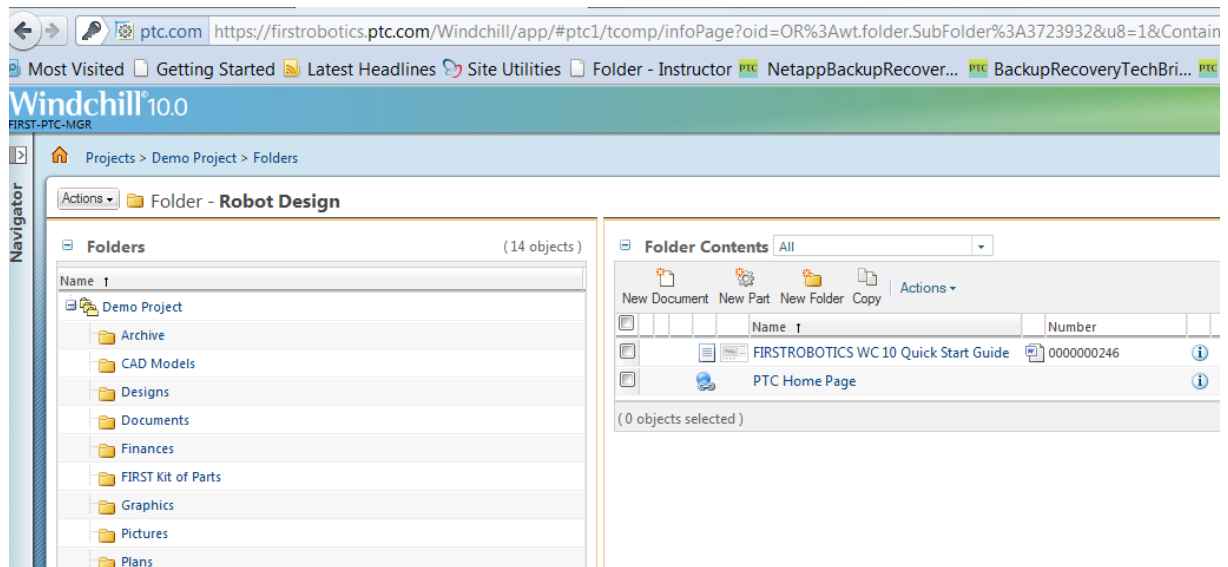 ptc.com https://firstrobotics.ptc.com/Windchill/app/#ptc1/tcomp/infoPage?oid=OR%3Awt.folder.SubFolder%3A3723932&u8=1&Contain
Most Visited Getting Started Latest Headlines Site Utilities Folder - Instructor PTC NetappBackupRecover... PTC BackupRecoveryTechBri... PTC
Windchill® 10.0
FIRST-PTC-MGR
Projects > Demo Project > Folders
Navigator
Actions Folder - Robot Design
Folders (14 objects)
Name ↑
Demo Project
Archive
CAD Models
Designs
Documents
Finances
FIRST Kit of Parts
Graphics
Pictures
Plans
Folder Contents All
New Document New Part New Folder Copy Actions
Name ↑ Number
FIRSTROBOTICS WC 10 Quick Start Guide 0000000246
PTC Home Page
(0 objects selected)